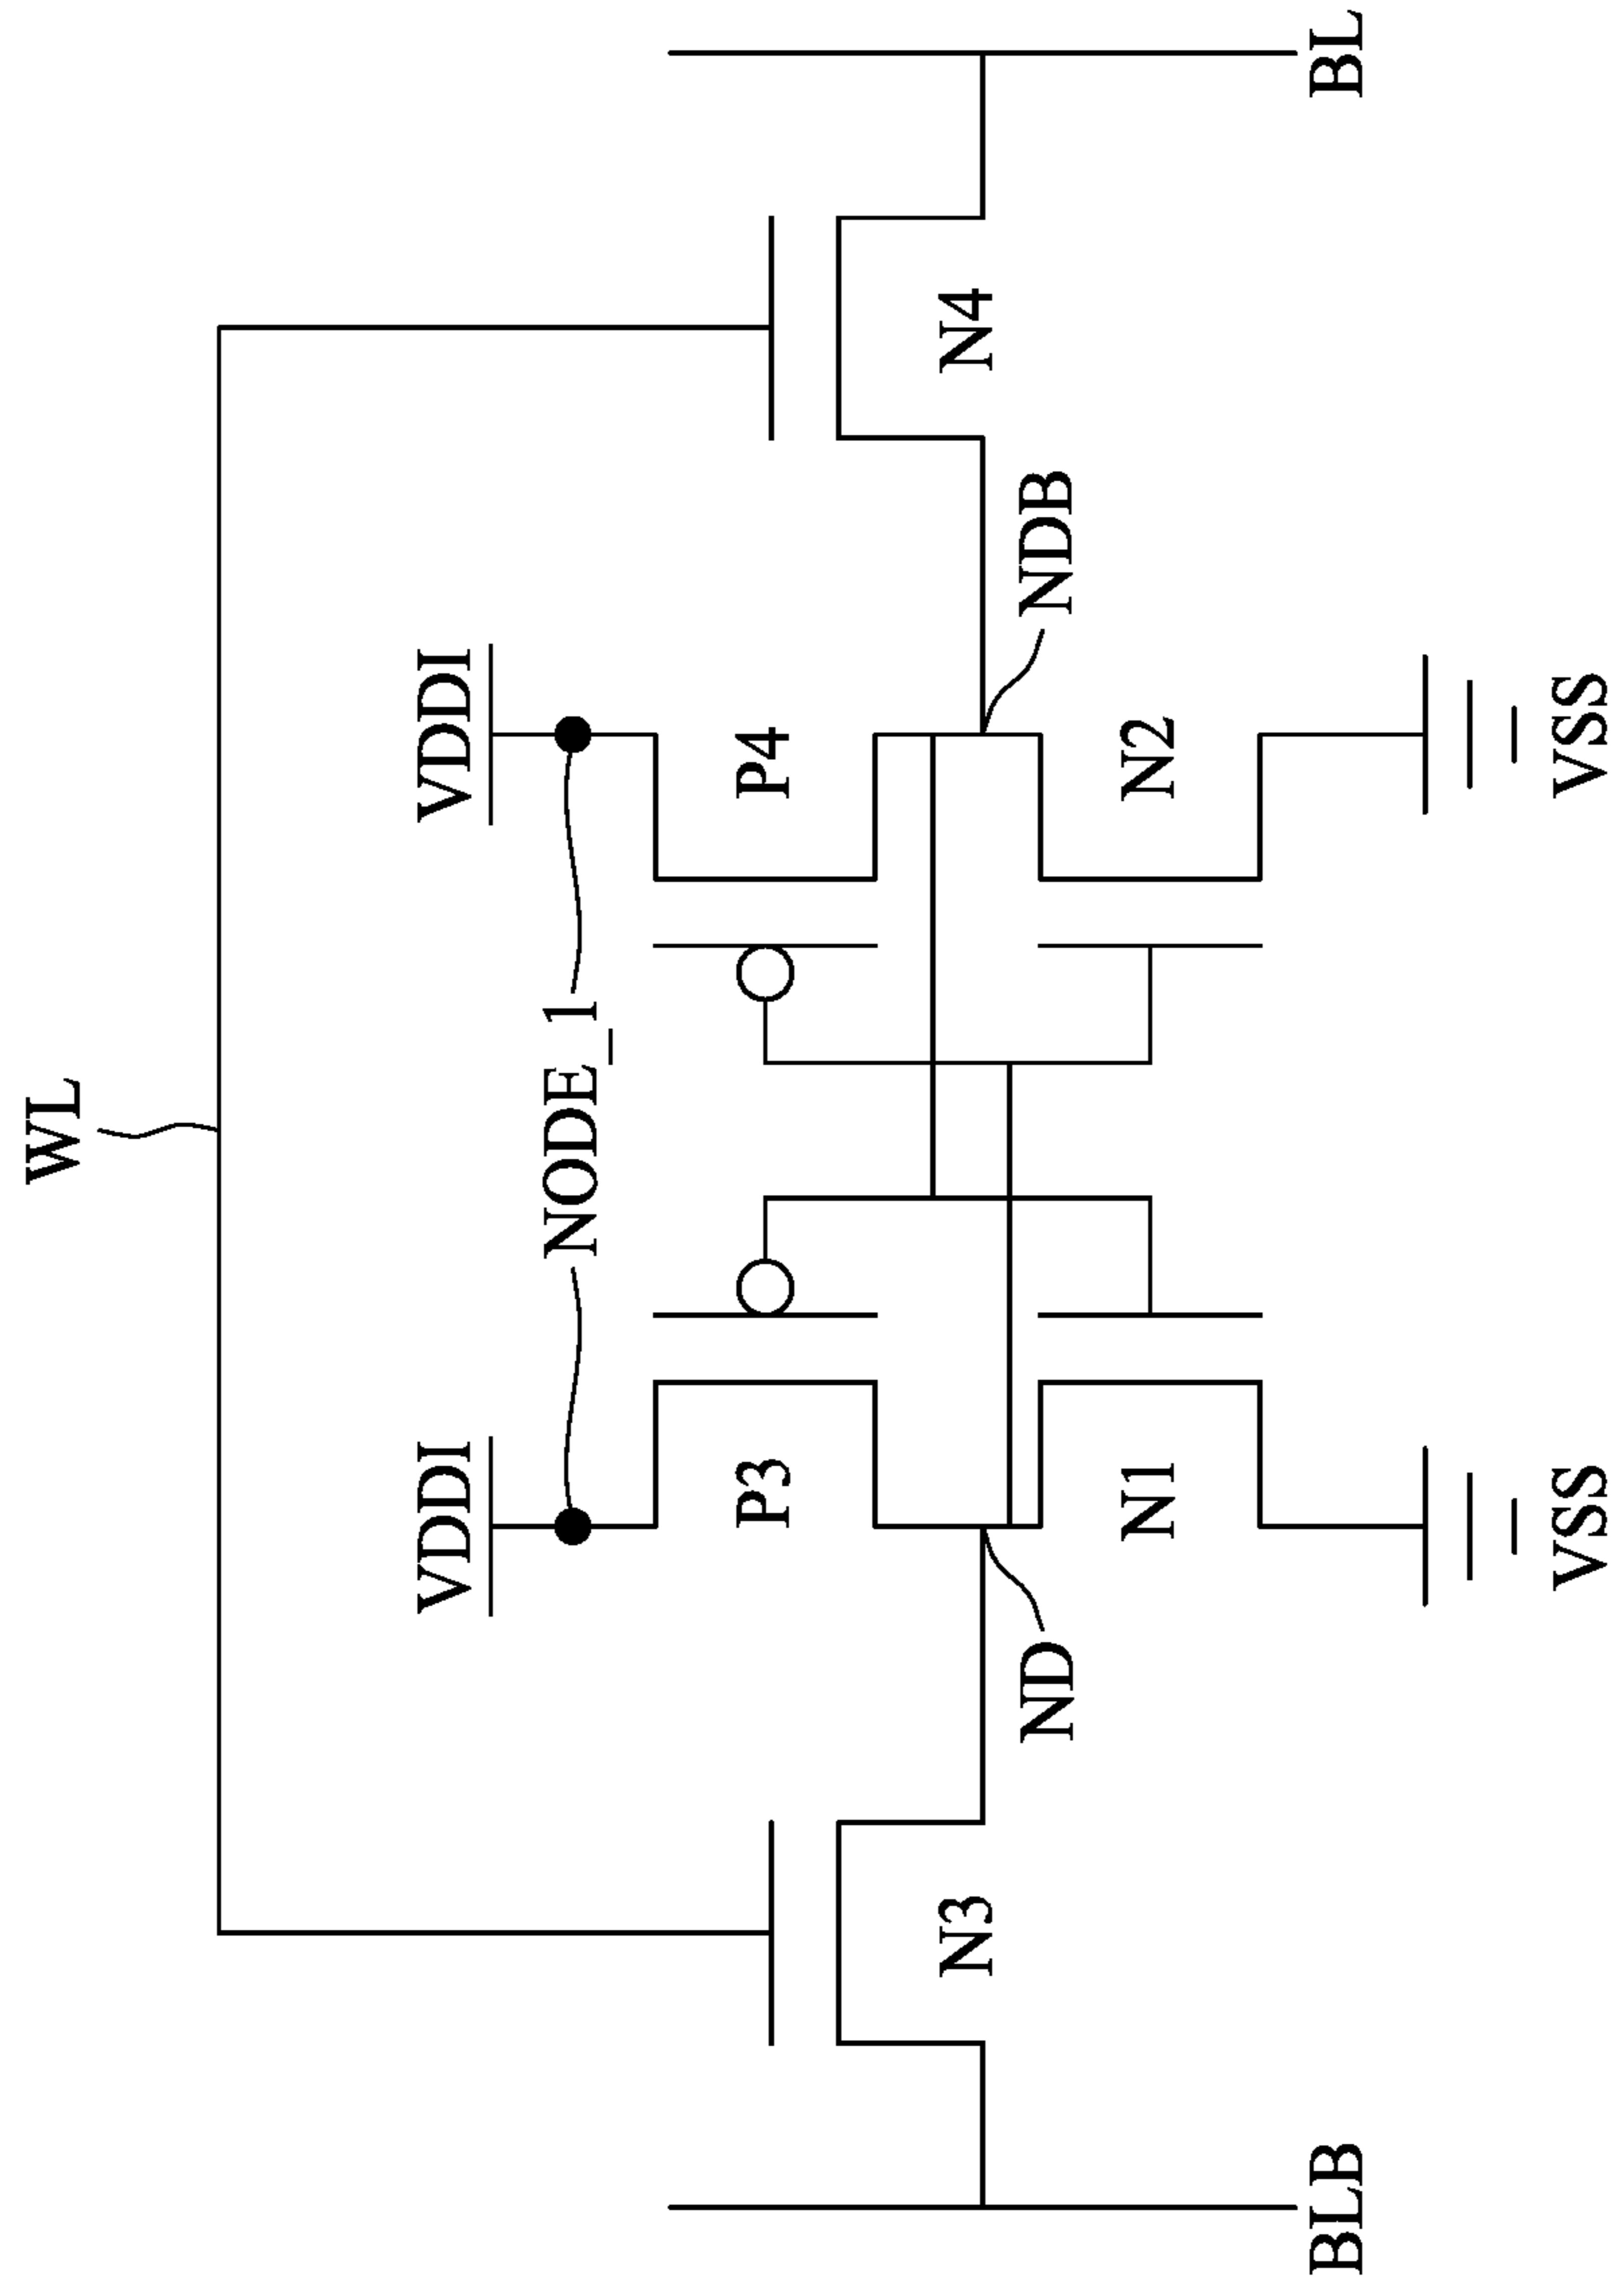 WL
VDDI
VDDI
NODE_1
P3
P4
N3
N4
ND
NDB
N1
N2
BLB
BL
VSS
VSS